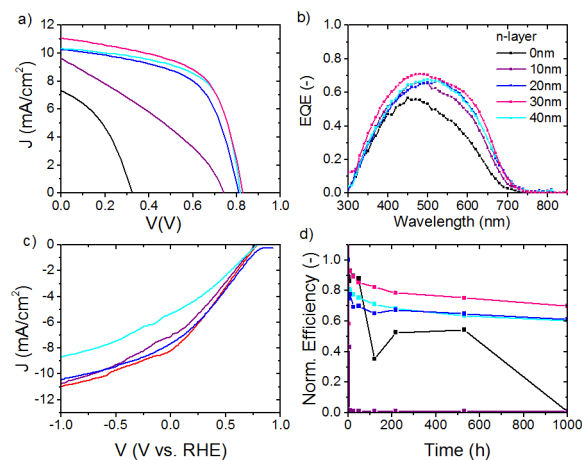 a)
J (mA/cm²)
12
10
8
6
4
2
0
0.0 0.2 0.4 0.6 0.8 1.0
V(V)
b)
EQE (-)
1.0
0.8
0.6
0.4
0.2
0.0
300 400 500 600 700 800
Wavelength (nm)
n-layer
0nm
10nm
20nm
30nm
40nm
c)
J (mA/cm²)
0
-2
-4
-6
-8
-10
-12
-1.0 -0.5 0.0 0.5 1.0
V (V vs. RHE)
d)
Norm. Efficiency (-)
1.0
0.8
0.6
0.4
0.2
0.0
0 200 400 600 800 1000
Time (h)